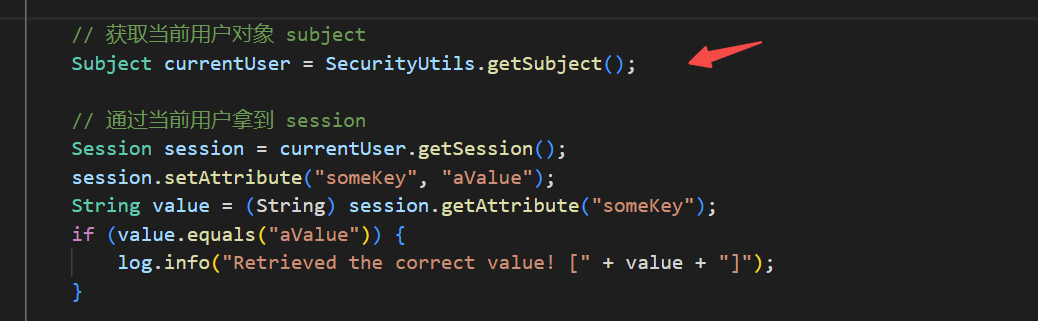 // 获取当前用户对象 subject
Subject currentUser = SecurityUtils.getSubject();
// 通过当前用户拿到 session
Session session = currentUser.getSession();
session.setAttribute("someKey", "aValue");
String value = (String) session.getAttribute("someKey");
if (value.equals("aValue")) {
log.info("Retrieved the correct value! [" + value + "]");
}